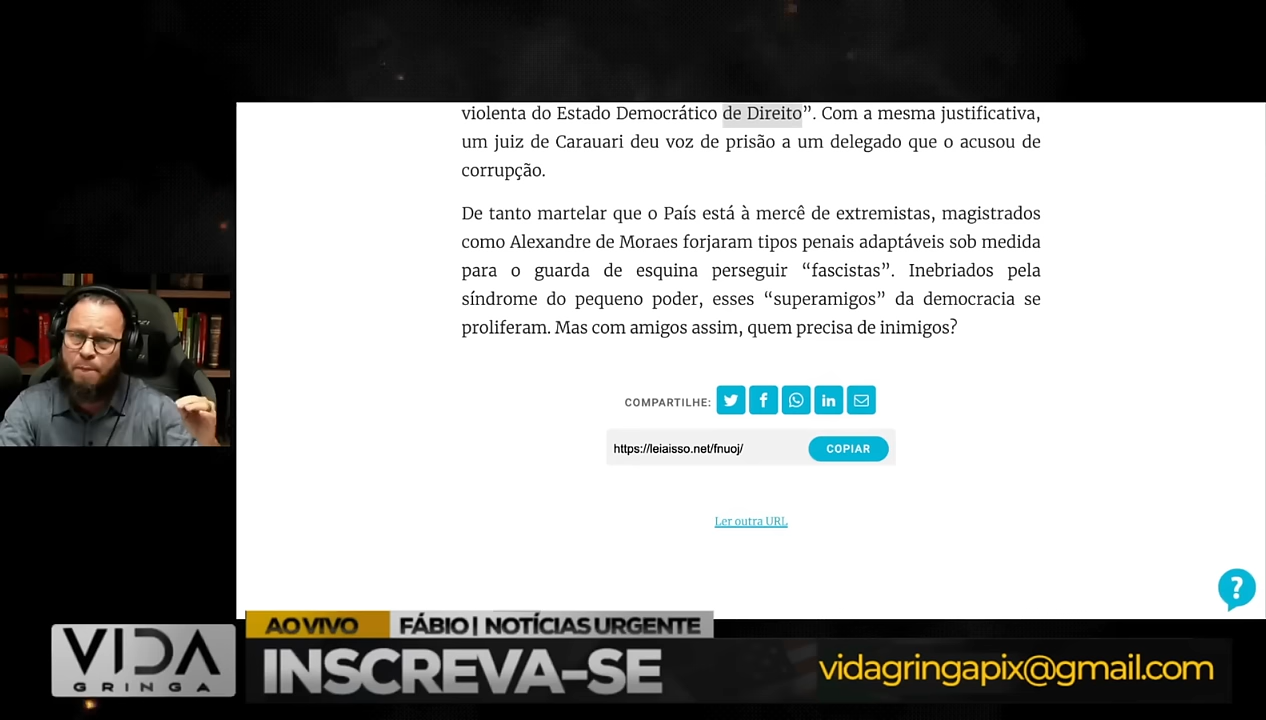 violenta do Estado Democrático de Direito”. Com a mesma justificativa,
um juiz de Carauari deu voz de prisão a um delegado que o acusou de
corrupção.
De tanto martelar que o País está à mercê de extremistas, magistrados
como Alexandre de Moraes forjaram tipos penais adaptáveis sob medida
para o guarda de esquina perseguir “fascistas”. Inebriados pela
síndrome do pequeno poder, esses “superamigos” da democracia se
proliferam. Mas com amigos assim, quem precisa de inimigos?
COMPARTILHE:
https://leiaisso.net/fnuoj/
COPIAR
Ler outra URL
?
AO VIVO
FÁBIO | NOTÍCIAS URGENTE
VIDA
GRINGA
INSCREVA-SE
vidagringapix@gmail.com